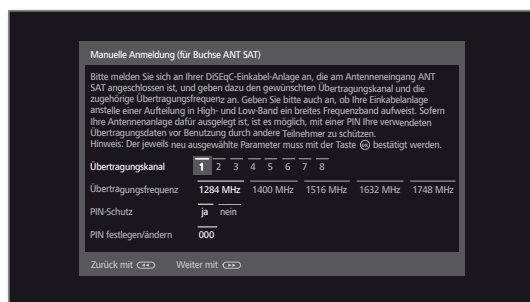 Manuelle Anmeldung (für Buchse ANT SAT)
Bitte melden Sie sich an Ihrer DiSEqC-Einkabel-Anlage an, die am Antenneneingang ANT
SAT angeschlossen ist, und geben dazu den gewünschten Übertragungskanal und die
zugehörige Übertragungsfrequenz an. Geben Sie bitte auch an, ob Ihre Einkabelanlage
anstelle einer Aufteilung in High- und Low-Band ein breites Frequenzband aufweist. Sofern
Ihre Antennenanlage dafür ausgelegt ist, ist es möglich, mit einer PIN Ihre verwendeten
Übertragungsdaten vor Benutzung durch andere Teilnehmer zu schützen.
Hinweis: Der jeweils neu ausgewählte Parameter muss mit der Taste OK bestätigt werden.
Übertragungskanal 1 2 3 4 5 6 7 8
Übertragungsfrequenz 1284 MHz 1400 MHz 1516 MHz 1632 MHz 1748 MHz
PIN-Schutz ja nein
PIN festlegen/ändern 000
Zurück mit Weiter mit